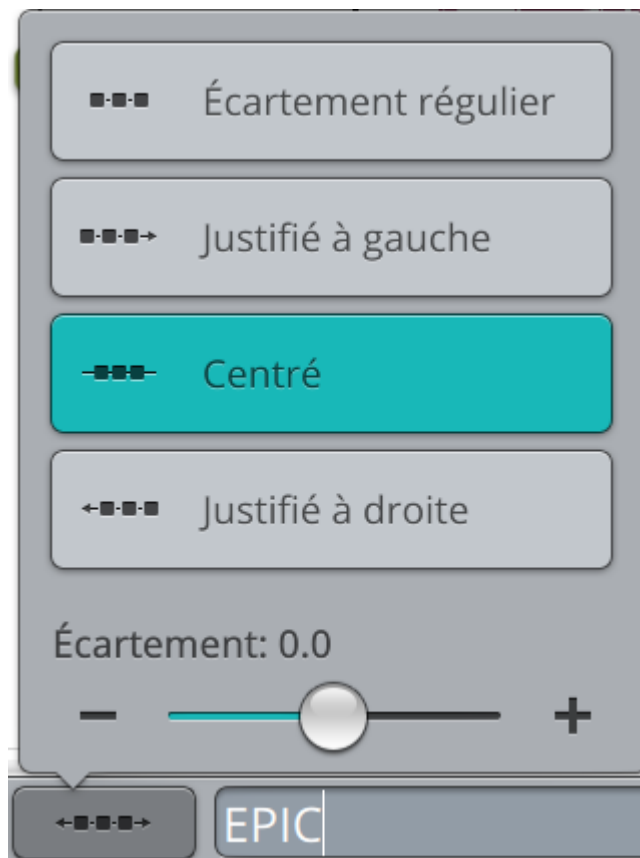 Écartement régulier
Justifié à gauche
Centré
Justifié à droite
Écartement: 0.0
EPIC